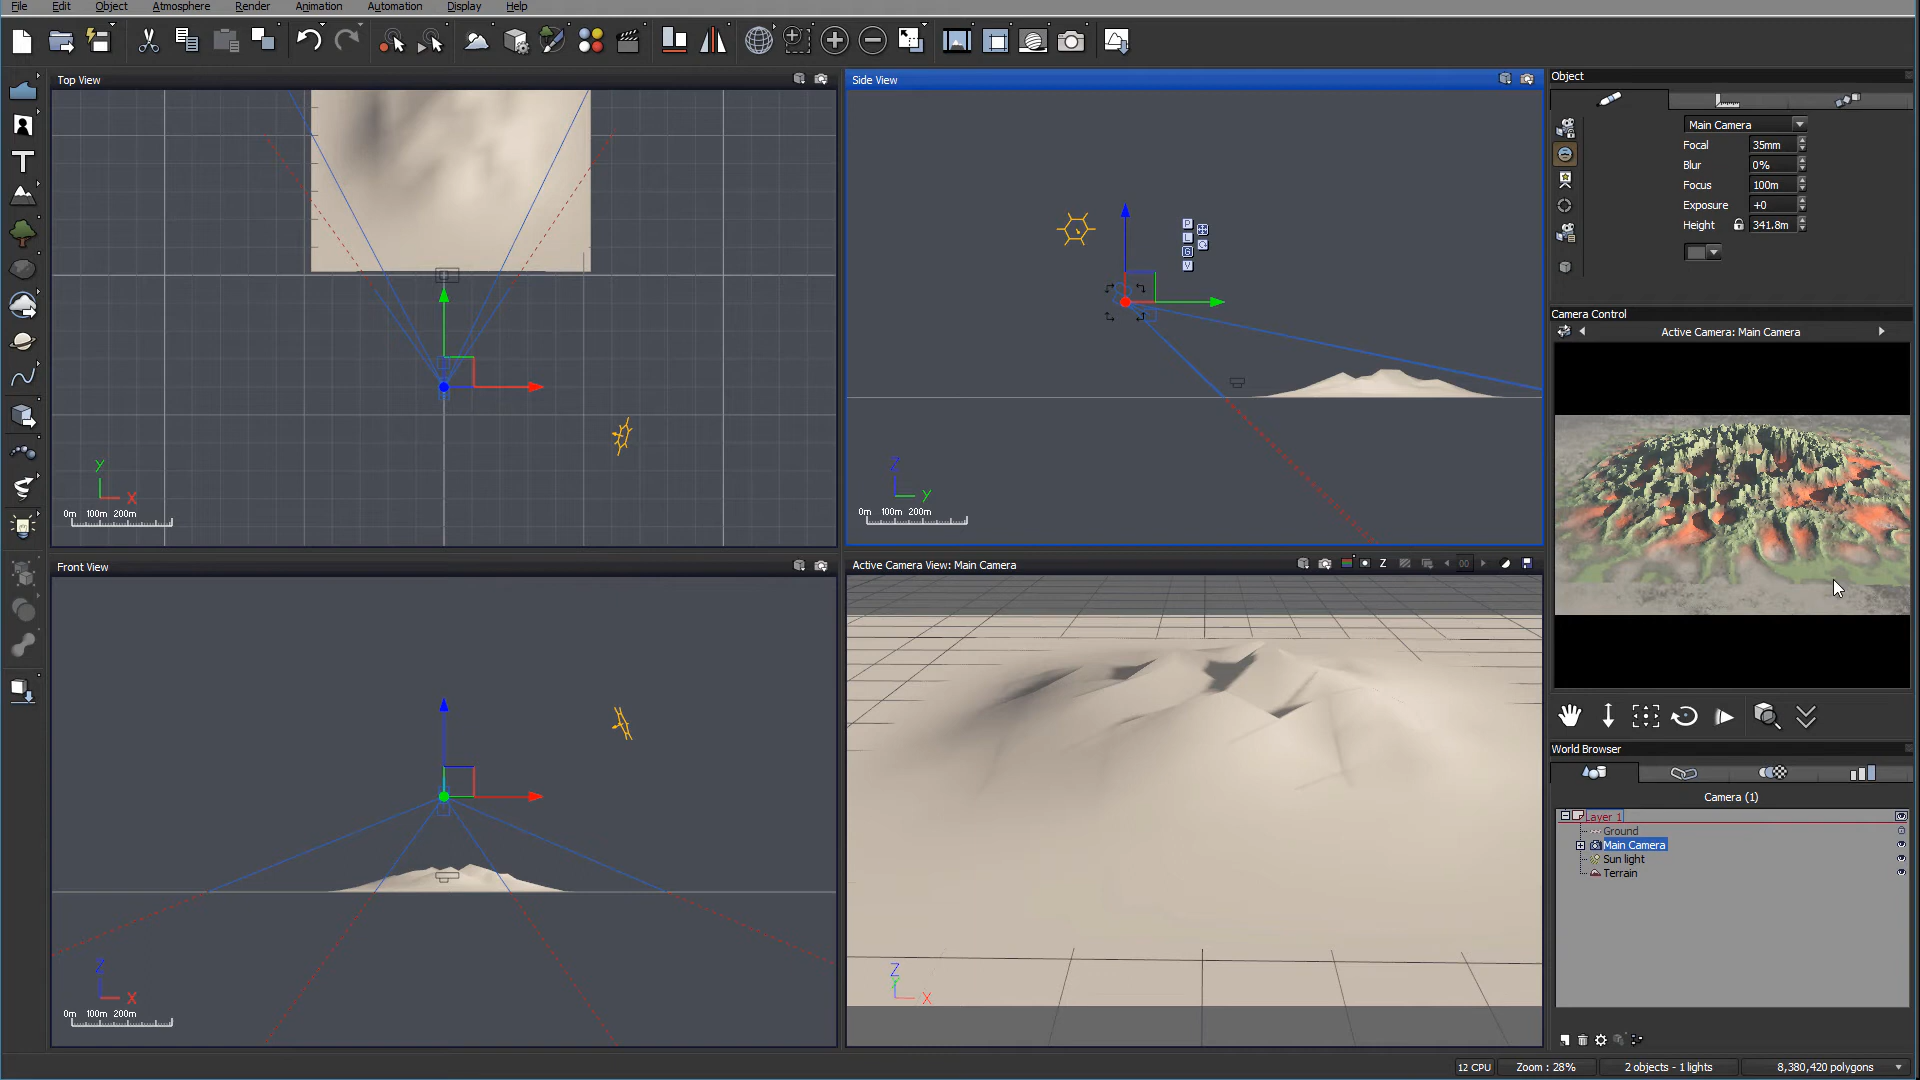 File Edit Object Atmosphere Render Animation Automation Display Help
Top View
Side View
Object
Main Camera
Focal 35mm
Blur 0%
Focus 100m
Exposure +0
Height 341.8m
P
L
G
V
Camera Control
Active Camera: Main Camera
Y
X
0m 100m 200m
Z
Y
0m 100m 200m
Front View
Active Camera View: Main Camera
Z
00
World Browser
Camera (1)
Layer 1
Ground
Main Camera
Sun light
Terrain
Z
X
0m 100m 200m
Z
Y
X
12 CPU Zoom : 28% 2 objects - 1 lights 8,380,420 polygons